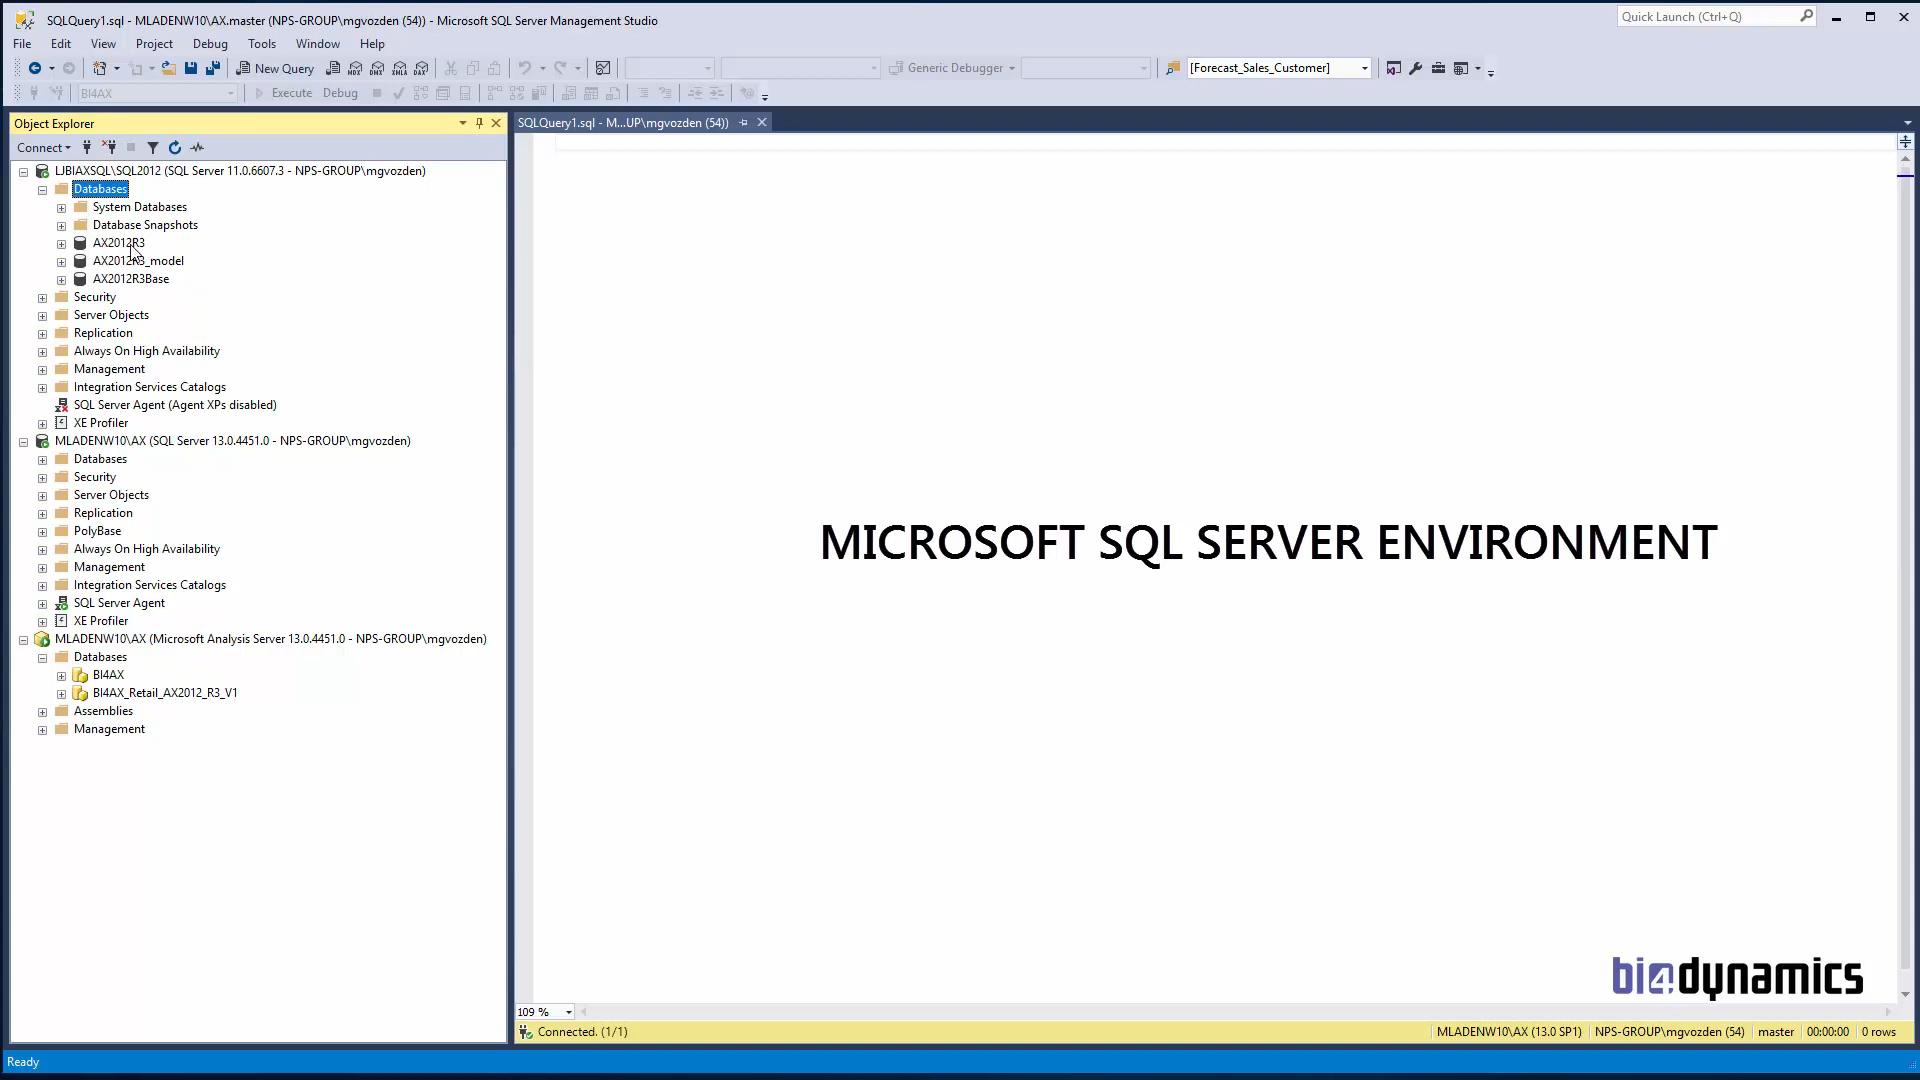 SQLQuery1.sql - MLADENW10\AX.master (NPS-GROUP\mgvozden (54)) - Microsoft SQL Server Management Studio
Quick Launch (Ctrl+Q)
File Edit View Project Debug Tools Window Help
New Query MDX DMX XMLA DAX Generic Debugger [Forecast_Sales_Customer]
BI4AX Execute Debug
Object Explorer
SQLQuery1.sql - M...UP\mgvozden (54))
Connect
LJBIAXSQL\SQL2012 (SQL Server 11.0.6607.3 - NPS-GROUP\mgvozden)
Databases
System Databases
Database Snapshots
AX2012R3
AX2012R3_model
AX2012R3Base
Security
Server Objects
Replication
Always On High Availability
Management
Integration Services Catalogs
SQL Server Agent (Agent XPs disabled)
XE Profiler
MLADENW10\AX (SQL Server 13.0.4451.0 - NPS-GROUP\mgvozden)
Databases
Security
Server Objects
Replication
PolyBase
Always On High Availability
Management
Integration Services Catalogs
SQL Server Agent
XE Profiler
MLADENW10\AX (Microsoft Analysis Server 13.0.4451.0 - NPS-GROUP\mgvozden)
Databases
BI4AX
BI4AX_Retail_AX2012_R3_V1
Assemblies
Management
MICROSOFT SQL SERVER ENVIRONMENT
bi4dynamics
109 %
Connected. (1/1)
MLADENW10\AX (13.0 SP1) NPS-GROUP\mgvozden (54) master 00:00:00 0 rows
Ready